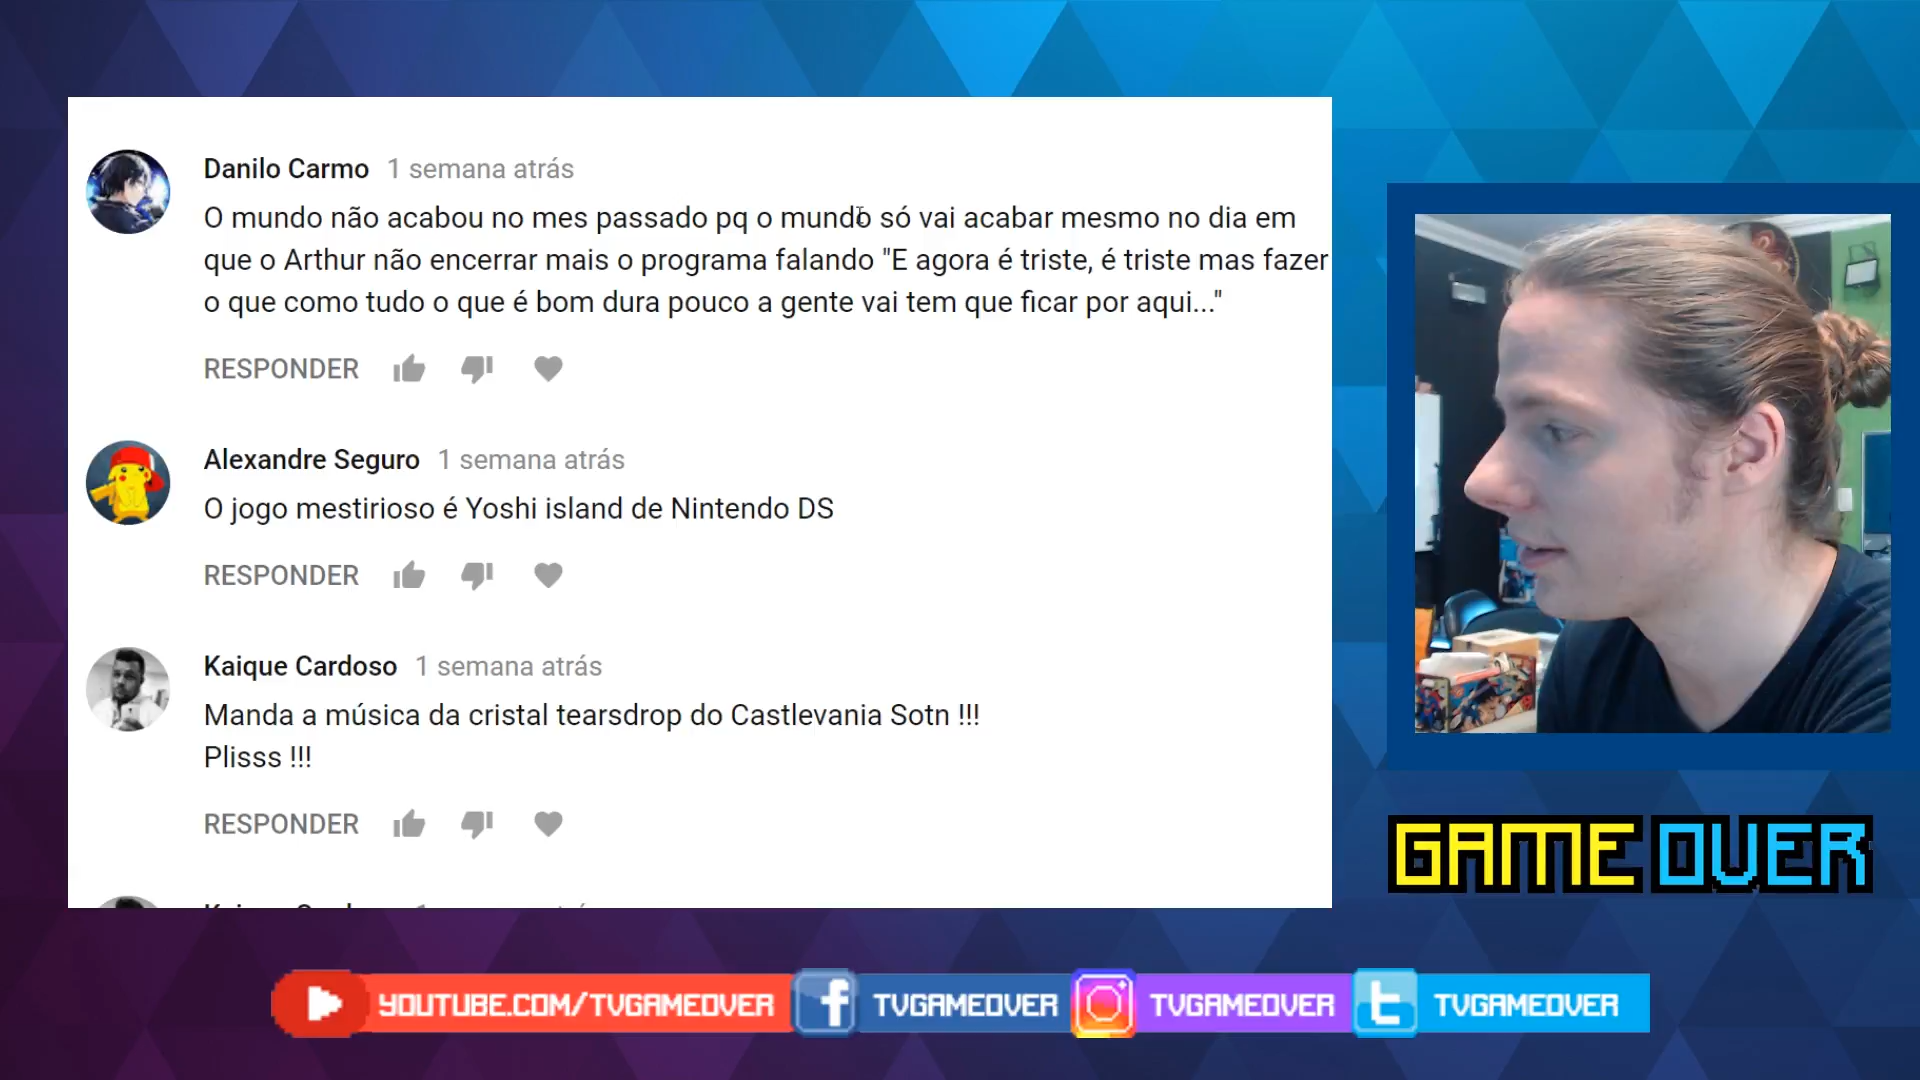 Danilo Carmo 1 semana atrás
O mundo não acabou no mes passado pq o mundo só vai acabar mesmo no dia em
que o Arthur não encerrar mais o programa falando "E agora é triste, é triste mas fazer
o que como tudo o que é bom dura pouco a gente vai tem que ficar por aqui..."
RESPONDER
Alexandre Seguro 1 semana atrás
O jogo mestirioso é Yoshi island de Nintendo DS
RESPONDER
Kaique Cardoso 1 semana atrás
Manda a música da cristal tearsdrop do Castlevania Sotn !!!
Plisss !!!
RESPONDER
GAME OVER
YOUTUBE.COM/TVGAMEOVER
TVGAMEOVER
TVGAMEOVER
TVGAMEOVER